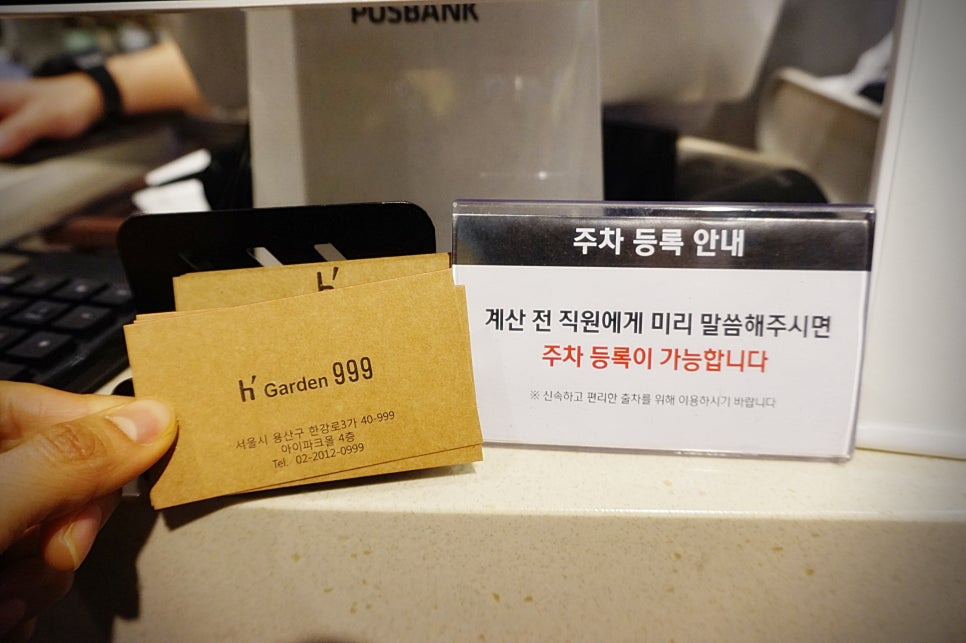 POSBANK
h'
h' Garden 999
서울시 용산구 한강로3가 40-999
아이파크몰 4층
Tel. 02-2012-0999
주차 등록 안내
계산 전 직원에게 미리 말씀해주시면
주차 등록이 가능합니다
※ 신속하고 편리한 출차를 위해 이용하시기 바랍니다